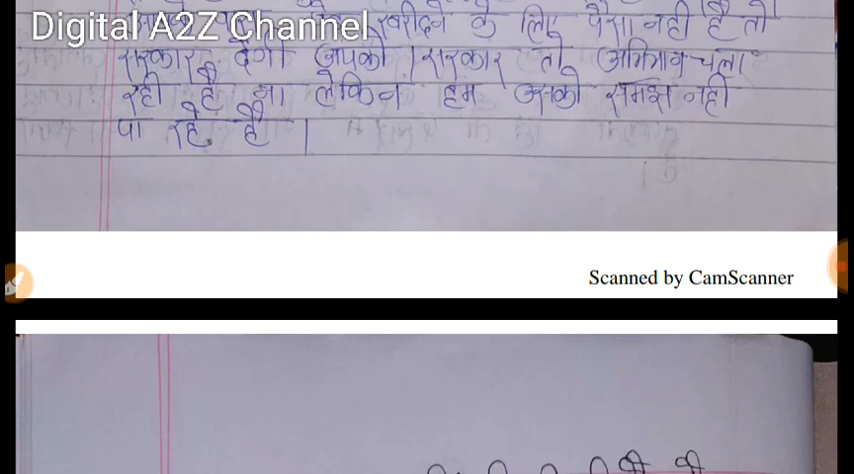 Digital A2Z Channel
खरीदने के लिए पैसा नही है तो
सरकार देगी आपको । सरकार तो अभियान चला
रही है ना लेकिन हम उसको समझ नही
पा रहे है ।
Scanned by CamScanner